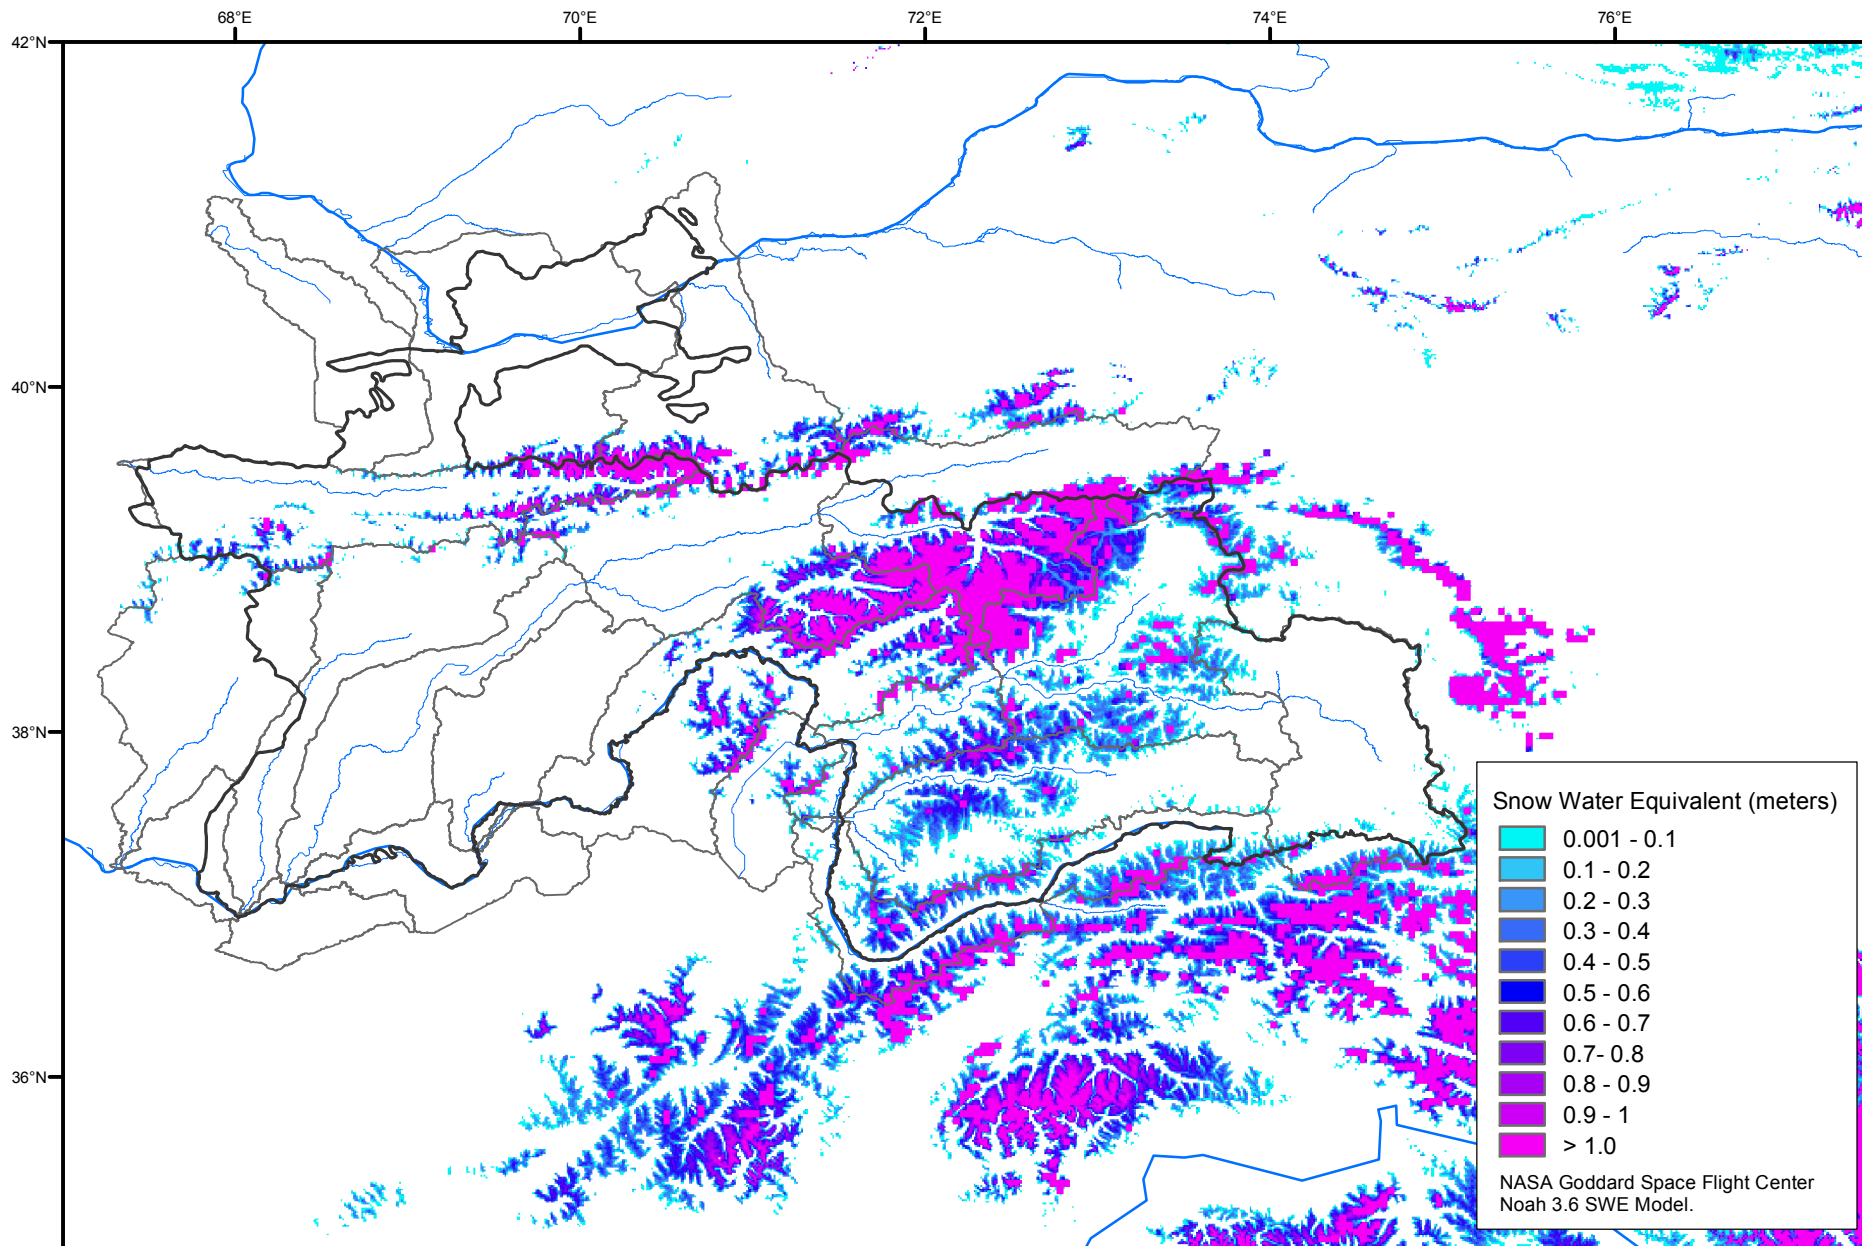 68°E 70°E 72°E 74°E 76°E
42°N
40°N
38°N
36°N
Snow Water Equivalent (meters)
0.001 - 0.1
0.1 - 0.2
0.2 - 0.3
0.3 - 0.4
0.4 - 0.5
0.5 - 0.6
0.6 - 0.7
0.7- 0.8
0.8 - 0.9
0.9 - 1
> 1.0
NASA Goddard Space Flight Center
Noah 3.6 SWE Model.